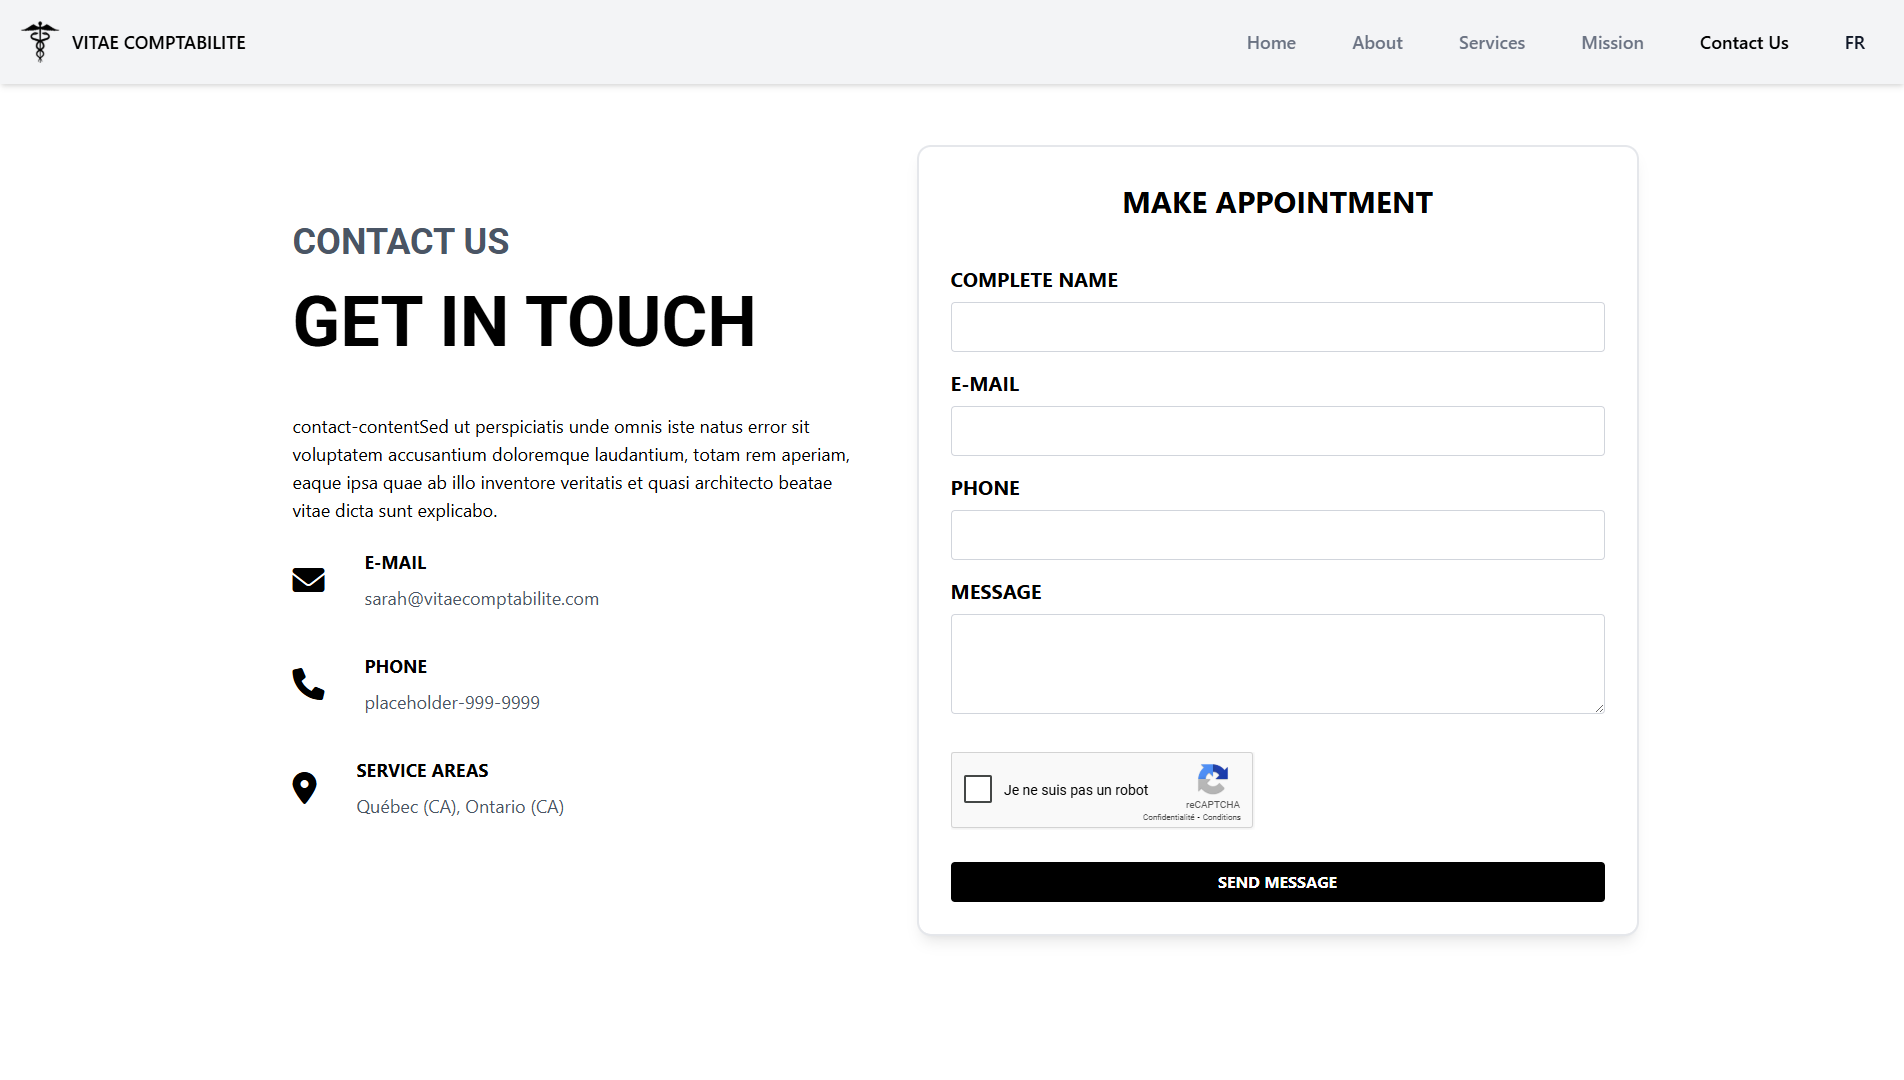 VITAE COMPTABILITE
Home
About
Services
Mission
Contact Us
FR
CONTACT US
GET IN TOUCH
contact-contentSed ut perspiciatis unde omnis iste natus error sit
voluptatem accusantium doloremque laudantium, totam rem aperiam,
eaque ipsa quae ab illo inventore veritatis et quasi architecto beatae
vitae dicta sunt explicabo.
E-MAIL
sarah@vitaecomptabilite.com
PHONE
placeholder-999-9999
SERVICE AREAS
Québec (CA), Ontario (CA)
MAKE APPOINTMENT
COMPLETE NAME
E-MAIL
PHONE
MESSAGE
Je ne suis pas un robot
reCAPTCHA
Confidentialité - Conditions
SEND MESSAGE